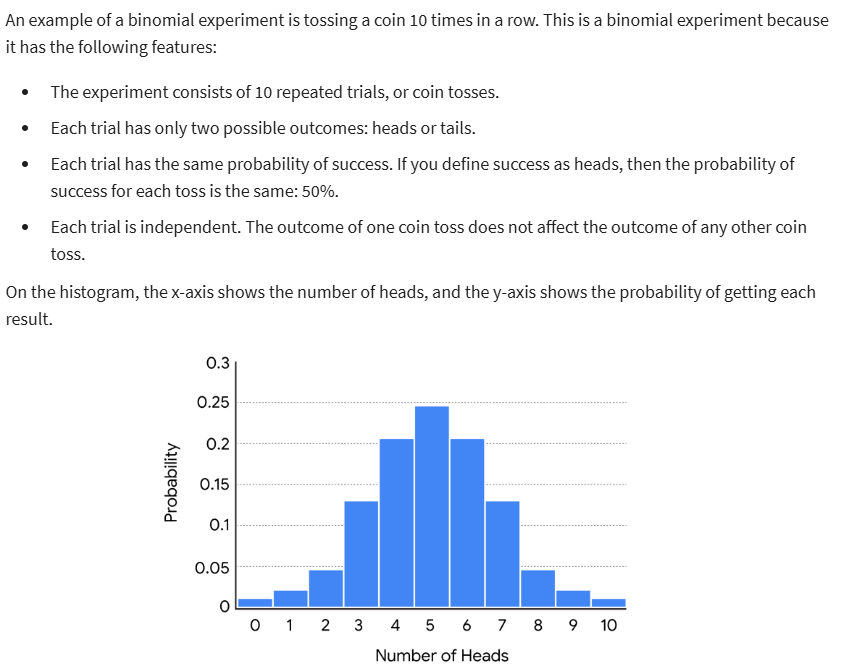 An example of a binomial experiment is tossing a coin 10 times in a row. This is a binomial experiment because
it has the following features:
• The experiment consists of 10 repeated trials, or coin tosses.
• Each trial has only two possible outcomes: heads or tails.
• Each trial has the same probability of success. If you define success as heads, then the probability of
success for each toss is the same: 50%.
• Each trial is independent. The outcome of one coin toss does not affect the outcome of any other coin
toss.
On the histogram, the x-axis shows the number of heads, and the y-axis shows the probability of getting each
result.
0.3
0.25
0.2
0.15
0.1
0.05
0
Probability
0 1 2 3 4 5 6 7 8 9 10
Number of Heads